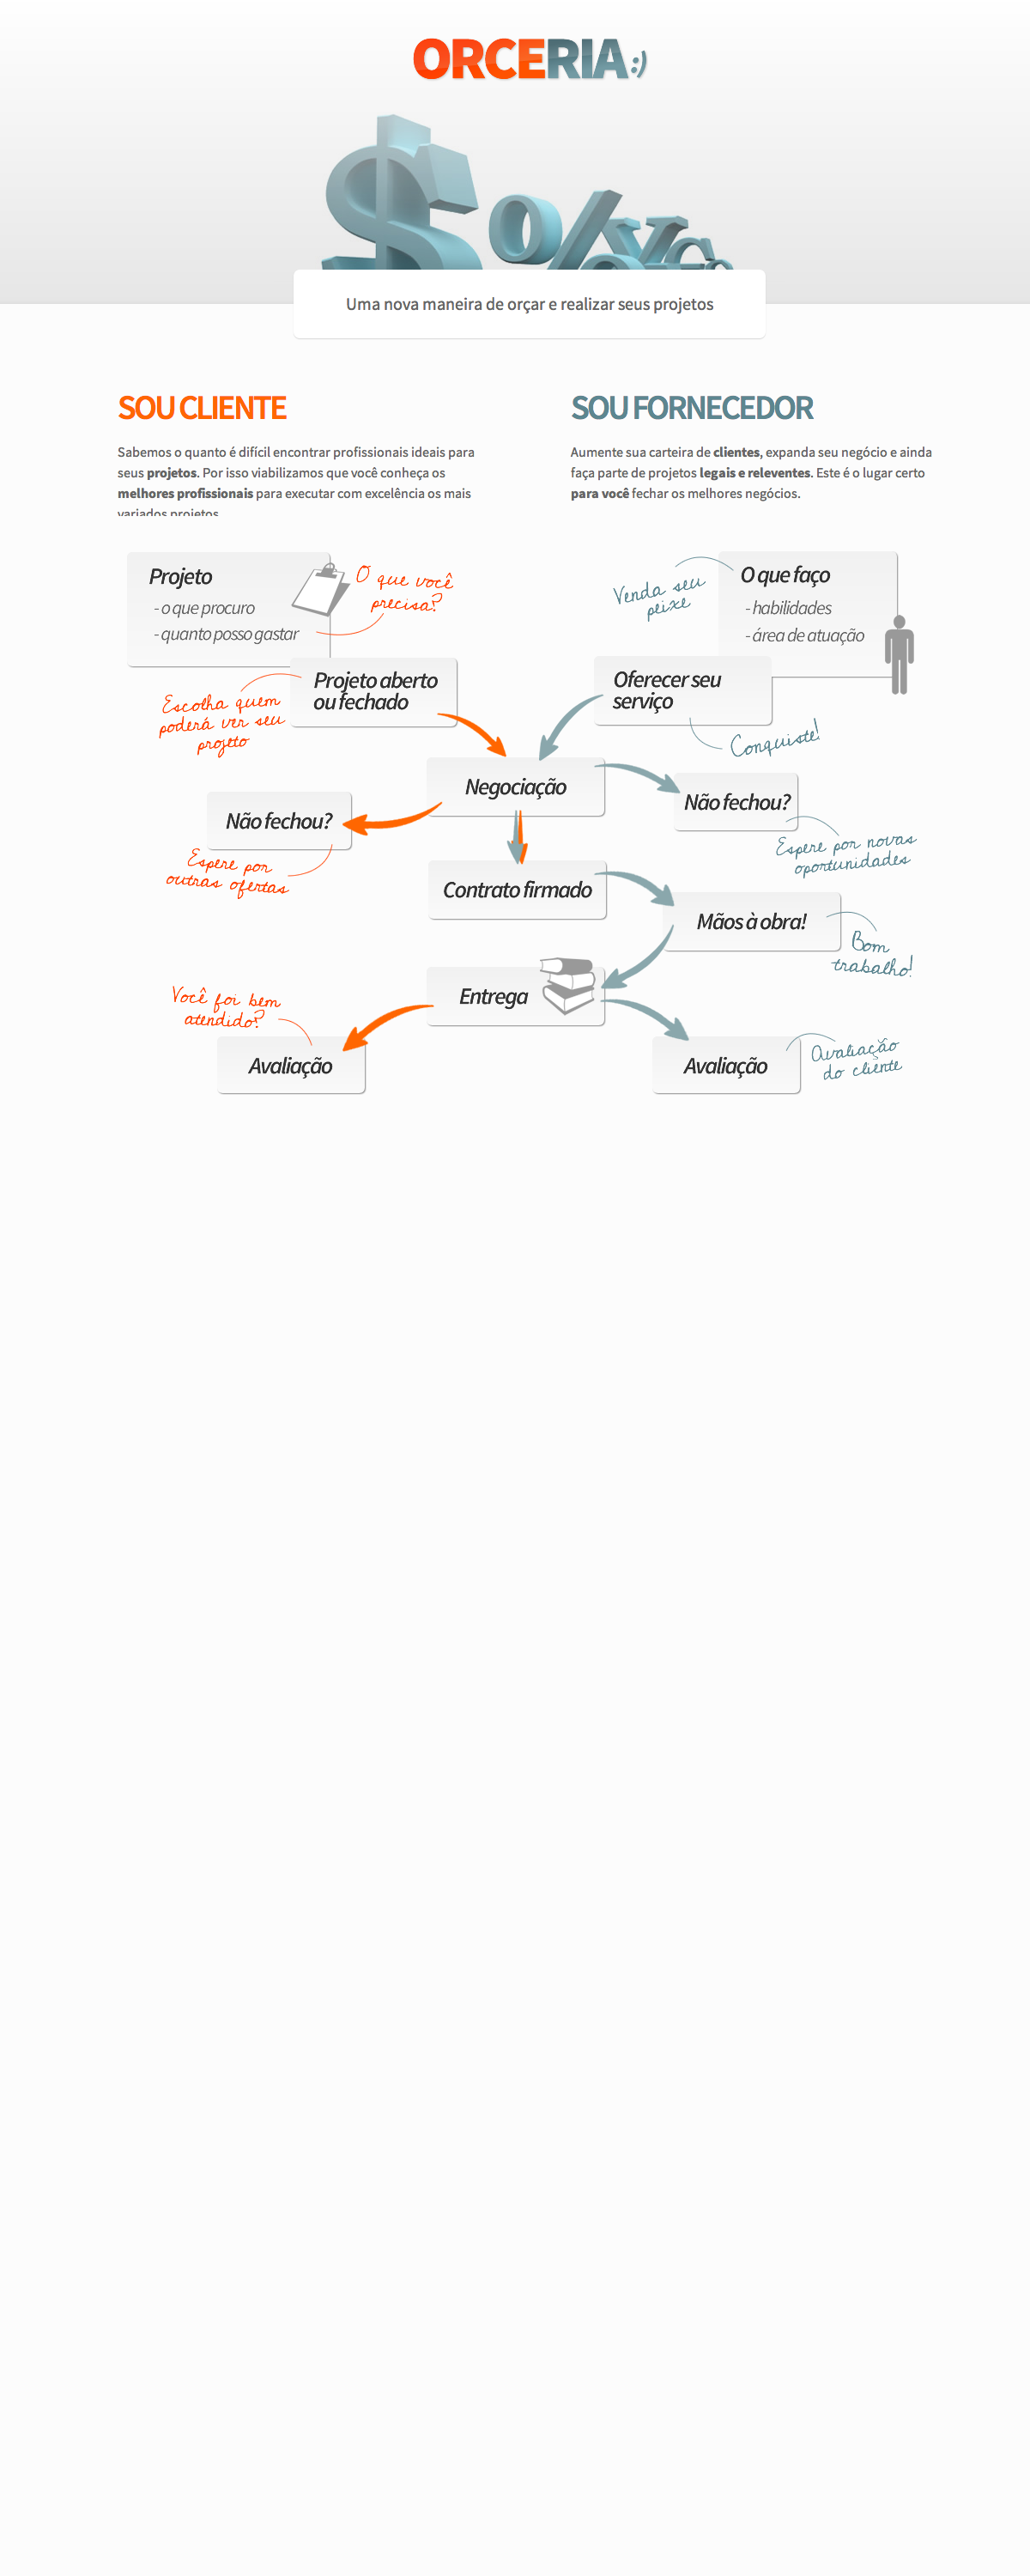 ORCERIA:)
Uma nova maneira de orçar e realizar seus projetos
SOU CLIENTE
Sabemos o quanto é difícil encontrar profissionais ideais para
seus projetos. Por isso viabilizamos que você conheça os
melhores profissionais para executar com excelência os mais
variados projetos
SOU FORNECEDOR
Aumente sua carteira de clientes, expanda seu negócio e ainda
faça parte de projetos legais e releventes. Este é o lugar certo
para você fechar os melhores negócios.
Projeto
- o que procuro
- quanto posso gastar
O que você
precisa?
Venda seu
peixe
O que faço
- habilidades
- área de atuação
Projeto aberto
ou fechado
Escolha quem
poderá ver seu
projeto
Oferecer seu
serviço
Conquiste!
Negociação
Não fechou?
Espere por novas
oportunidades
Não fechou?
Espere por
outras ofertas
Contrato firmado
Mãos à obra!
Bom
trabalho!
Entrega
Você foi bem
atendido?
Avaliação
Avaliação
Avaliação
do cliente